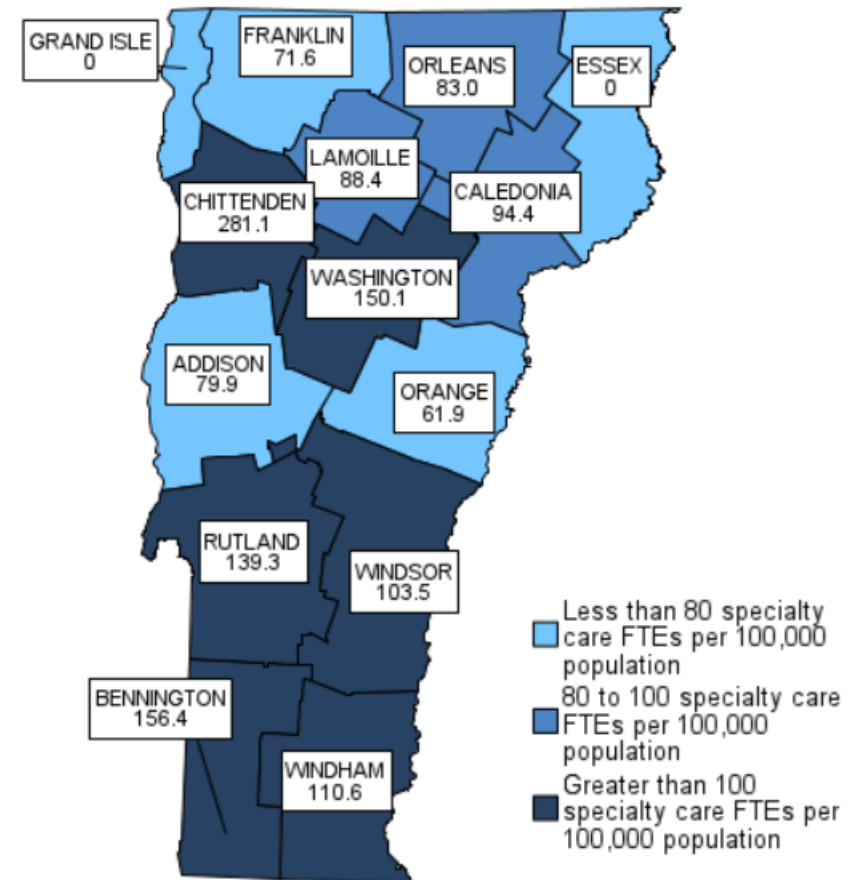 GRAND ISLE
0
FRANKLIN
71.6
ORLEANS
83.0
ESSEX
0
LAMOILLE
88.4
CALEDONIA
94.4
CHITTENDEN
281.1
WASHINGTON
150.1
ADDISON
79.9
ORANGE
61.9
RUTLAND
139.3
WINDSOR
103.5
BENNINGTON
156.4
WINDHAM
110.6
Less than 80 specialty
care FTEs per 100,000
population
80 to 100 specialty care
FTEs per 100,000
population
Greater than 100
specialty care FTEs per
100,000 population